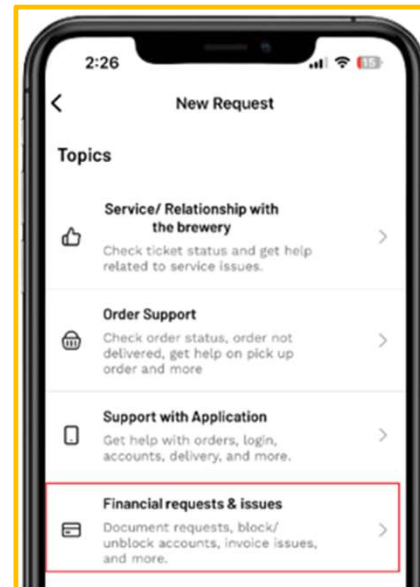 2:26
15
New Request
Topics
Service/ Relationship with
the brewery
Check ticket status and get help
related to service issues.
Order Support
Check order status, order not
delivered, get help on pick up
order and more
Support with Application
Get help with orders, login,
accounts, delivery, and more.
Financial requests & issues
Document requests, block/
unblock accounts, invoice issues,
and more.